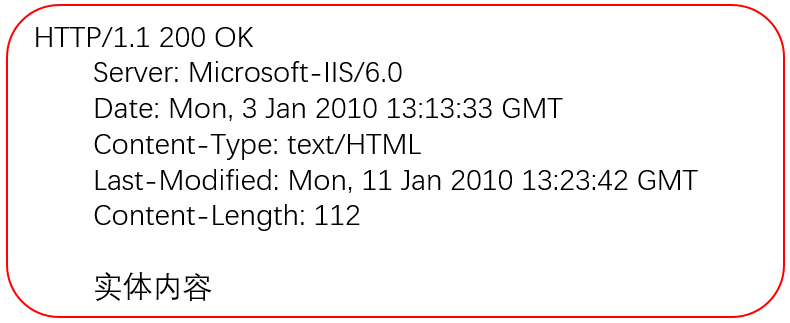 HTTP/1.1 200 OK
Server: Microsoft-IIS/6.0
Date: Mon, 3 Jan 2010 13:13:33 GMT
Content-Type: text/HTML
Last-Modified: Mon, 11 Jan 2010 13:23:42 GMT
Content-Length: 112
实体内容